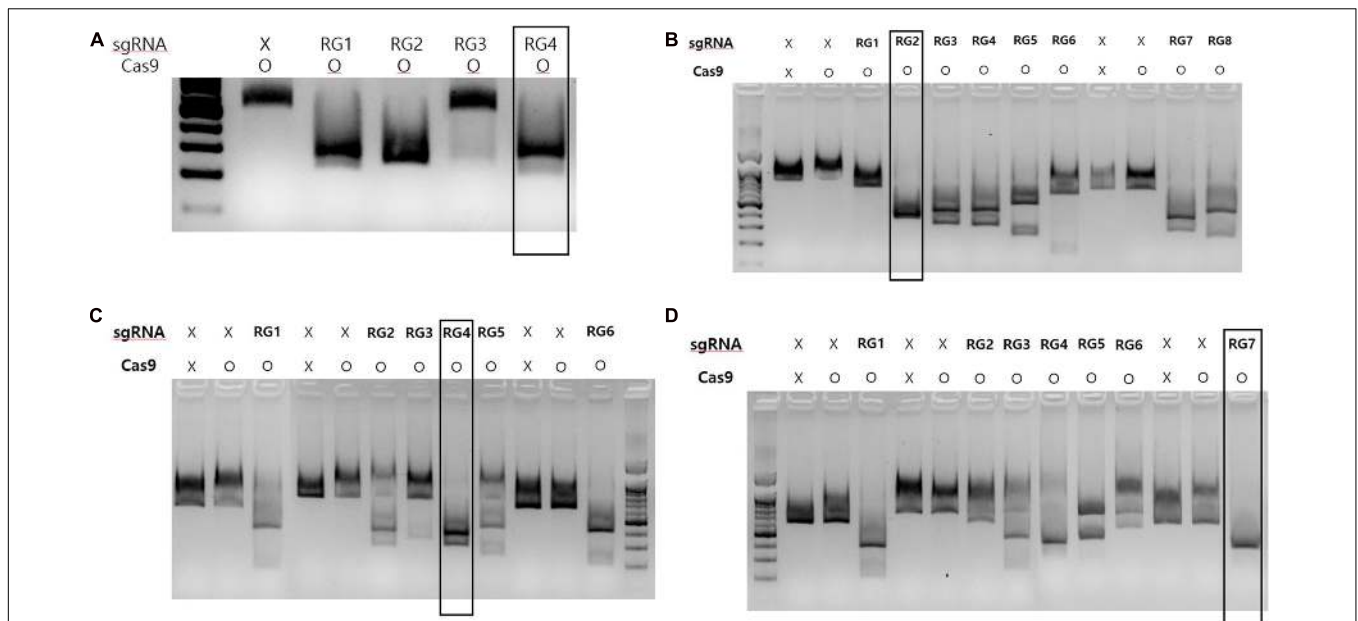 A
sgRNA X RG1 RG2 RG3 RG4
Cas9 O O O O O
B
sgRNA X X RG1 RG2 RG3 RG4 RG5 RG6 X X RG7 RG8
Cas9 X O O O O O O O X O O O
C
sgRNA X X RG1 X X RG2 RG3 RG4 RG5 X X RG6
Cas9 X O O X O O O O O X O O
D
sgRNA X X RG1 X X RG2 RG3 RG4 RG5 RG6 X X RG7
Cas9 X O O X O O O O O O X O O